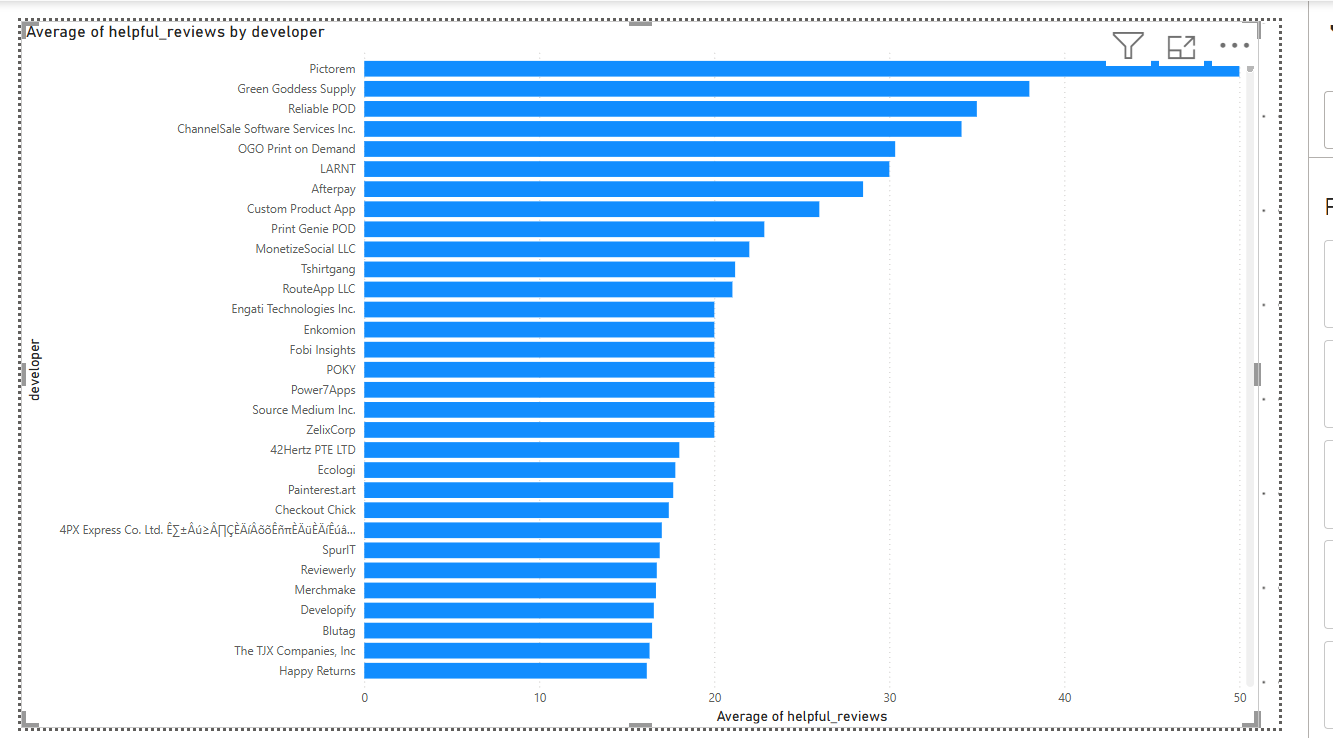 Average of helpful_reviews by developer
Pictorem
Green Goddess Supply
Reliable POD
ChannelSale Software Services Inc.
OGO Print on Demand
LARNT
Afterpay
Custom Product App
Print Genie POD
MonetizeSocial LLC
Tshirtgang
RouteApp LLC
Engati Technologies Inc.
Enkomion
Fobi Insights
POKY
Power7Apps
Source Medium Inc.
ZelixCorp
42Hertz PTE LTD
Ecologi
Painterest.art
Checkout Chick
4PX Express Co. Ltd.
SpurIT
Reviewerly
Merchmake
Developify
Blutag
The TJX Companies, Inc
Happy Returns
developer
0 10 20 30 40 50
Average of helpful_reviews